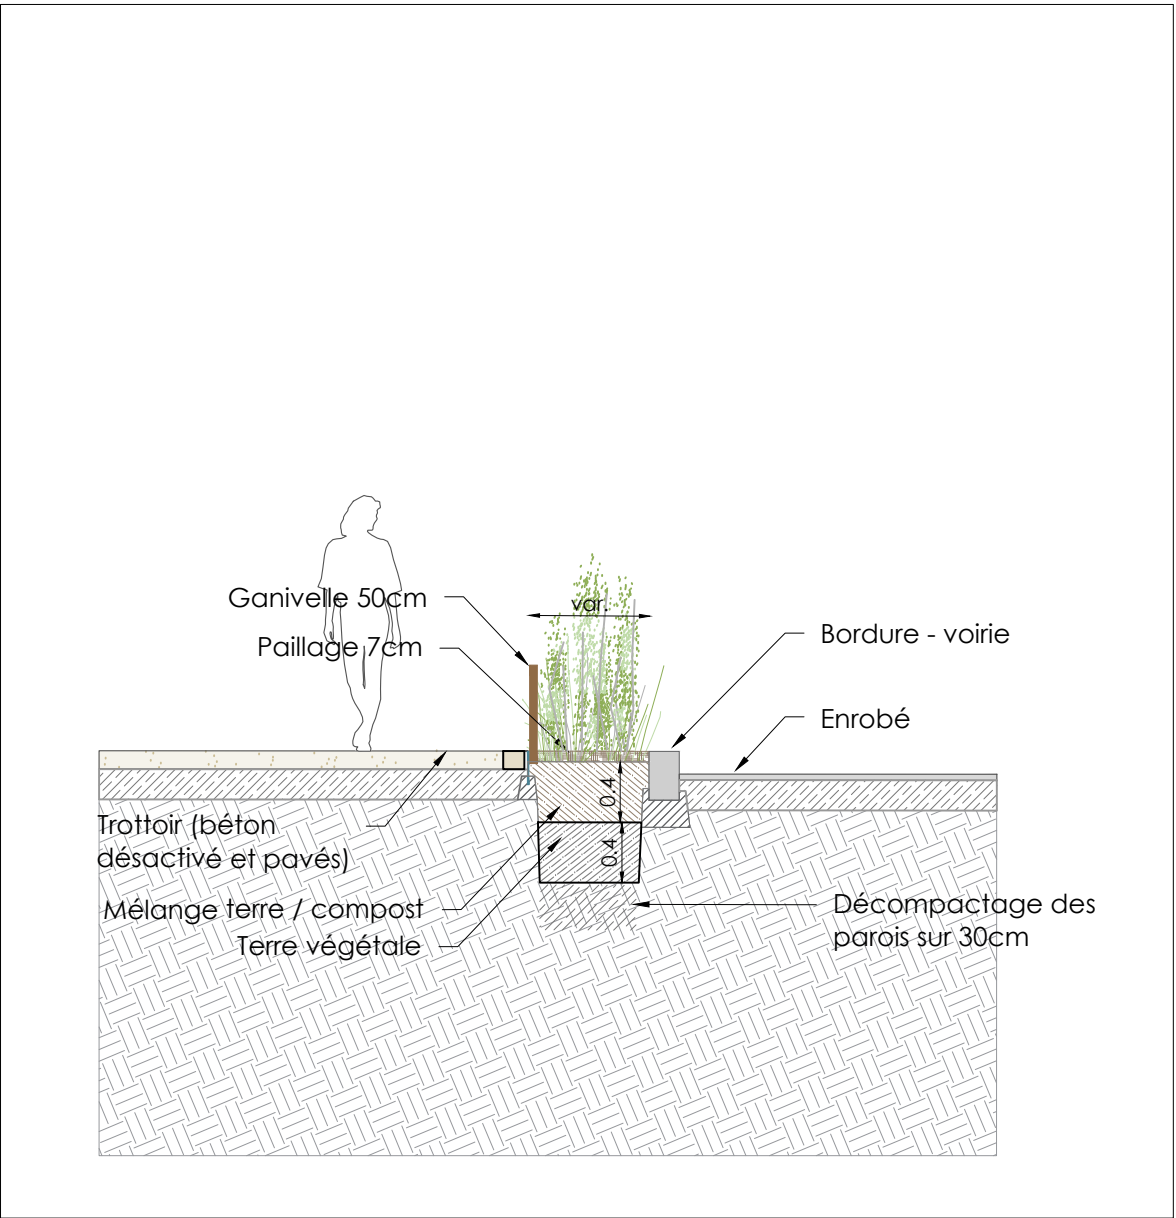 Ganivelle 50cm
var.
Paillage 7cm
Bordure - voirie
Enrobé
0.4
Trottoir (béton
désactivé et pavés)
0.4
Mélange terre / compost
Terre végétale
Décompactage des
parois sur 30cm